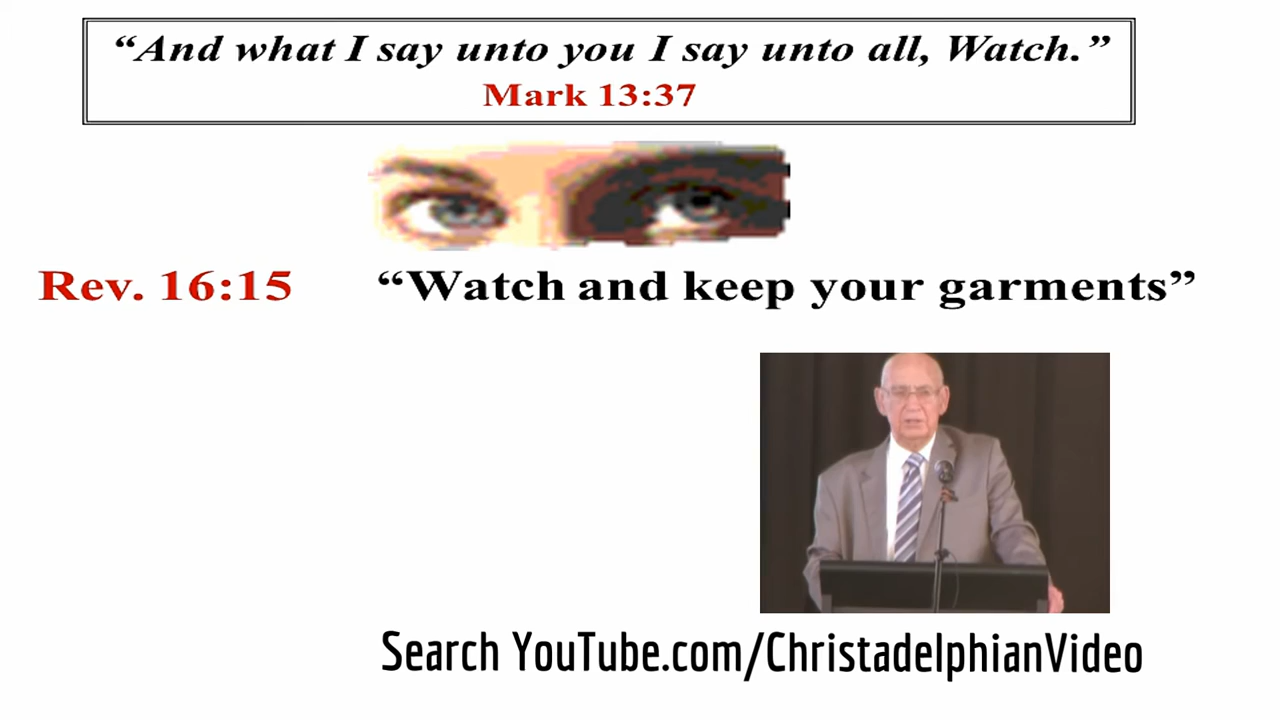 “And what I say unto you I say unto all, Watch.”
Mark 13:37
Rev. 16:15 “Watch and keep your garments”
Search YouTube.com/ChristadelphianVideo